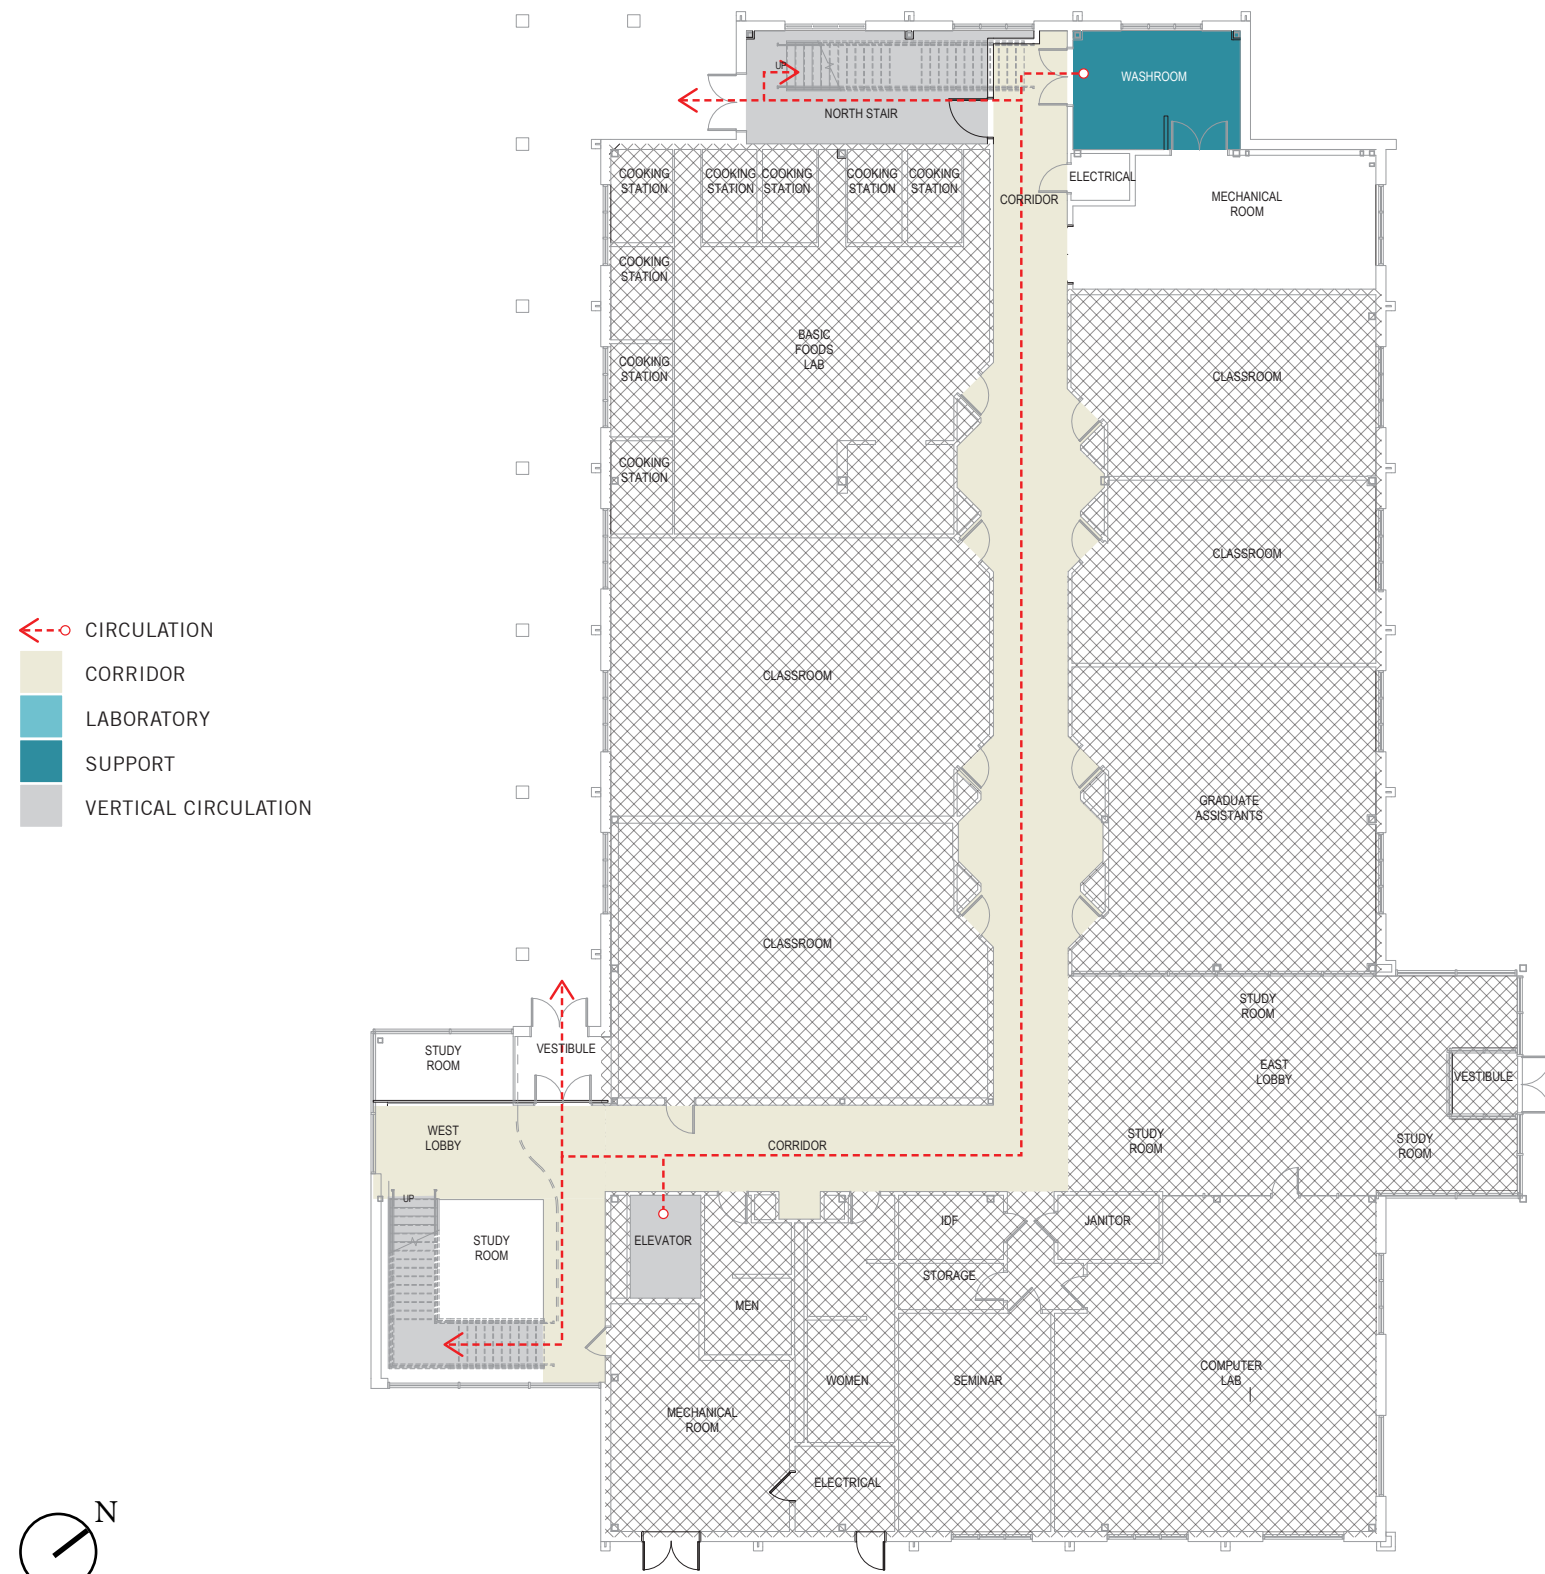 UP
WASHROOM
NORTH STAIR
COOKING
STATION
COOKING
STATION
COOKING
STATION
COOKING
STATION
COOKING
STATION
ELECTRICAL
CORRIDOR
MECHANICAL
ROOM
COOKING
STATION
BASIC
FOODS
LAB
COOKING
STATION
CLASSROOM
COOKING
STATION
CLASSROOM
CIRCULATION
CORRIDOR
LABORATORY
SUPPORT
VERTICAL CIRCULATION
CLASSROOM
GRADUATE
ASSISTANTS
CLASSROOM
STUDY
ROOM
STUDY
ROOM
VESTIBULE
EAST
LOBBY
VESTIBULE
WEST
LOBBY
CORRIDOR
STUDY
ROOM
STUDY
ROOM
UP
STUDY
ROOM
ELEVATOR
IDF
JANITOR
STORAGE
MEN
WOMEN
SEMINAR
COMPUTER
LAB
MECHANICAL
ROOM
ELECTRICAL
N